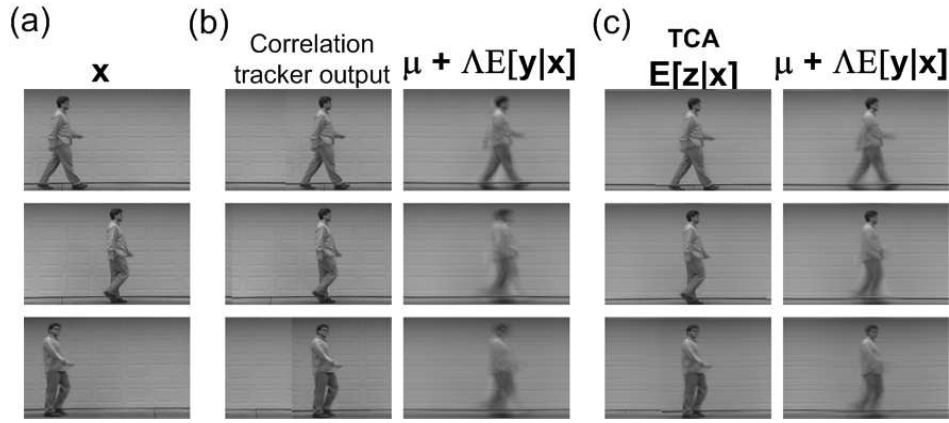 (a)
x
(b)
Correlation
tracker output
μ + ΛE[y|x]
(c)
TCA
E[z|x]
μ + ΛE[y|x]